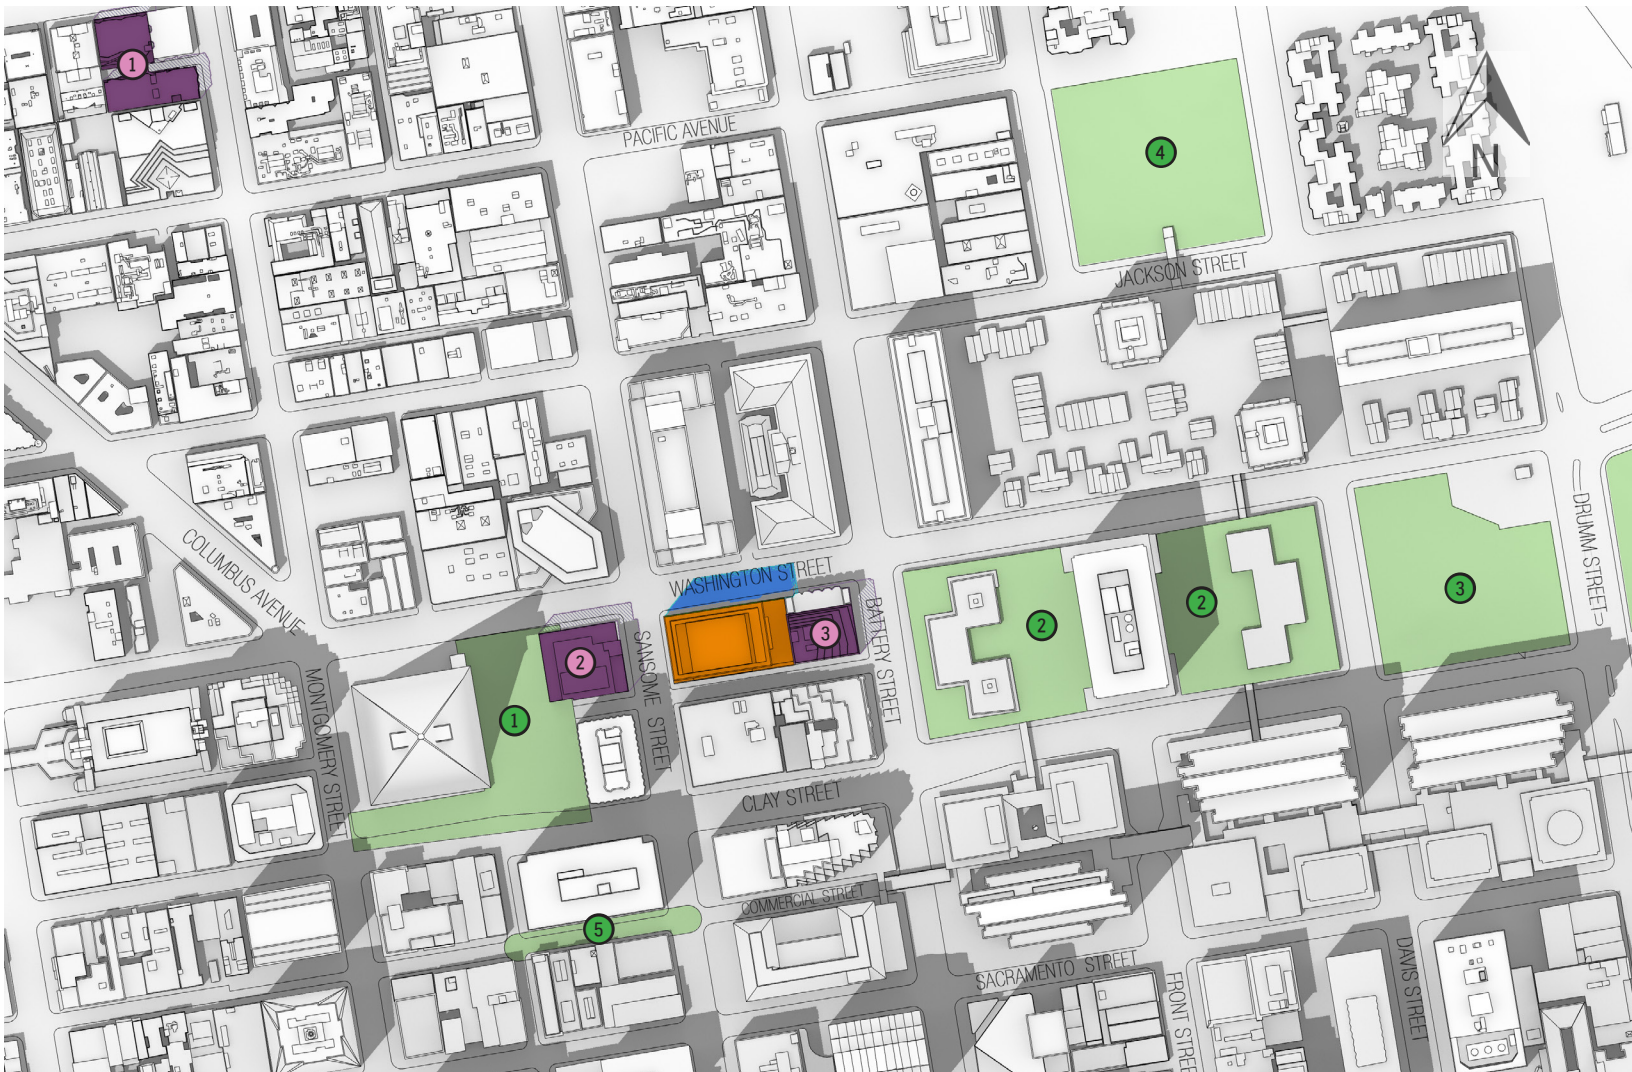 1
PACIFIC AVENUE
4
N
JACKSON STREET
COLUMBUS AVENUE
WASHINGTON STREET
BATTERY STREET
DRUMM STREET
3
2
2
3
2
SANSOME STREET
MONTGOMERY STREET
1
CLAY STREET
COMMERCIAL STREET
5
SACRAMENTO STREET
FRONT STREET
DAVIS STREET